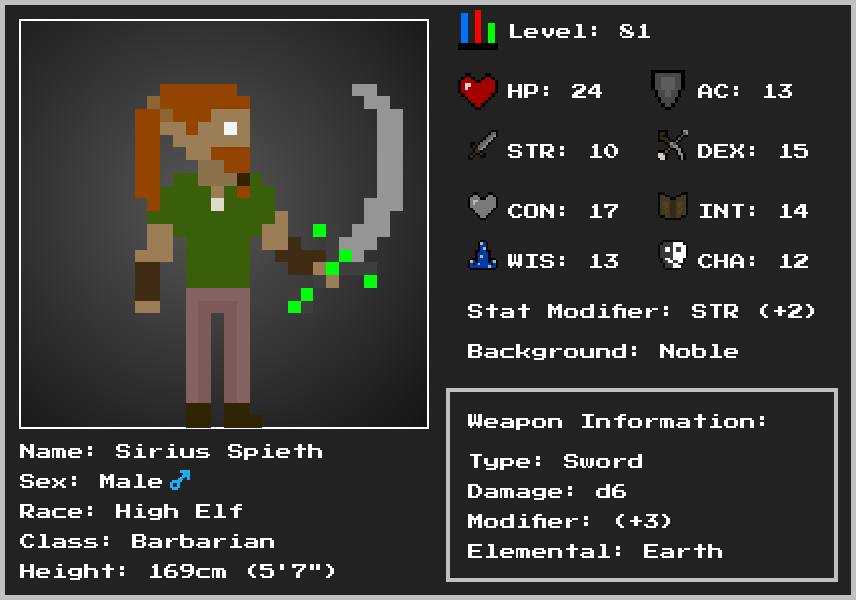 Level: 81
HP: 24 AC: 13
STR: 10 DEX: 15
CON: 17 INT: 14
WIS: 13 CHA: 12
Stat Modifier: STR (+2)
Background: Noble
Weapon Information:
Type: Sword
Damage: d6
Modifier: (+3)
Elemental: Earth
Name: Sirius Spieth
Sex: Male♂
Race: High Elf
Class: Barbarian
Height: 169cm (5'7")